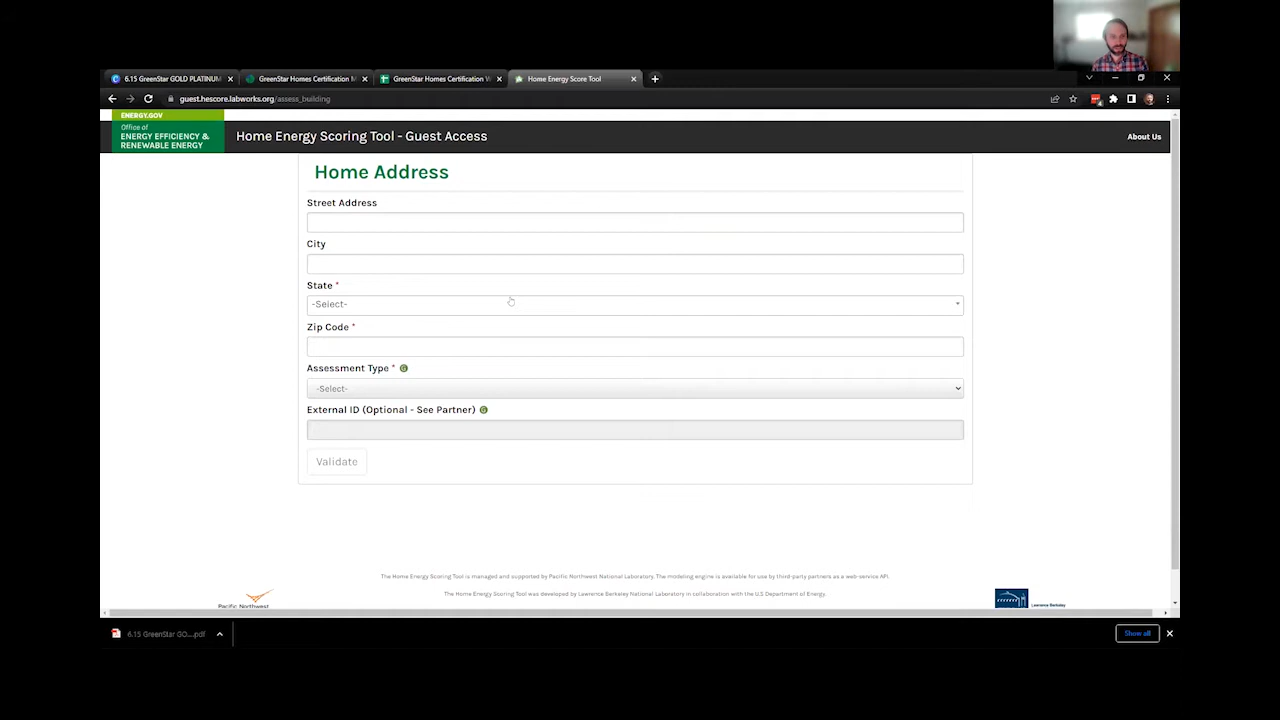 6.15 GreenStar GOLD PLATINUM
GreenStar Homes Certification M
GreenStar Homes Certification W
Home Energy Score Tool
guest.hescore.labworks.org/assess_building
ENERGY.GOV
Office of
ENERGY EFFICIENCY &
RENEWABLE ENERGY
Home Energy Scoring Tool - Guest Access
About Us
Home Address
Street Address
City
State *
-Select-
Zip Code *
Assessment Type *
-Select-
External ID (Optional - See Partner)
Validate
The Home Energy Scoring Tool is managed and supported by Pacific Northwest National Laboratory. The modeling engine is available for use by third-party partners as a web-service API.
The Home Energy Scoring Tool was developed by Lawrence Berkeley National Laboratory in collaboration with the U.S Department of Energy.
Pacific Northwest
Lawrence Berkeley
6.15 GreenStar GO....pdf
Show all